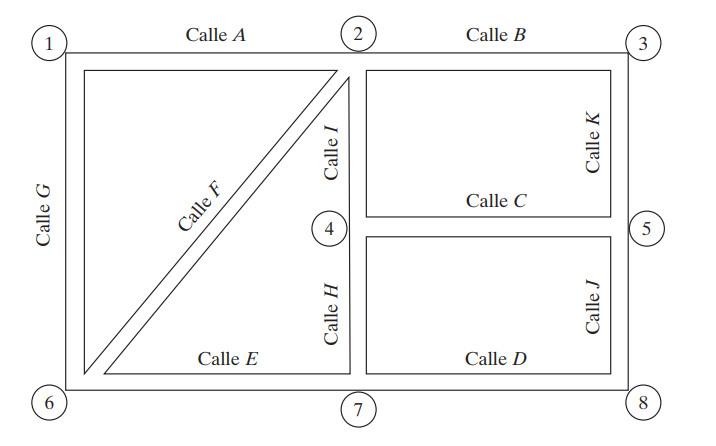 1
Calle A
2
Calle B
3
Calle G
Calle F
Calle I
Calle K
Calle C
4
5
Calle H
Calle J
Calle E
Calle D
6
7
8